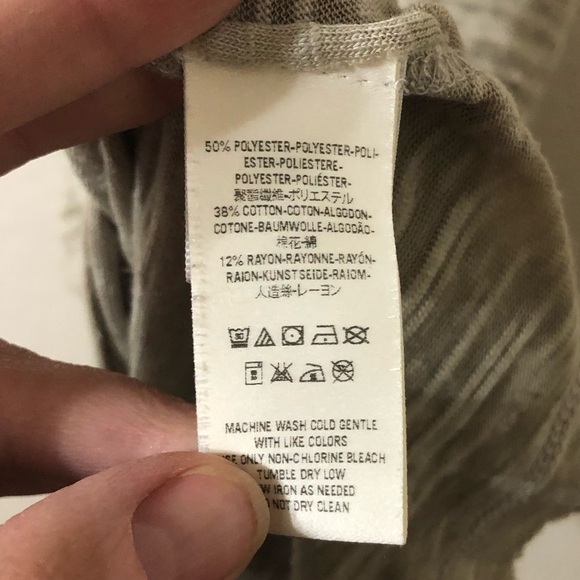 50% POLYESTER-POLYESTER-POLI-
ESTER-POLIESTERE-
POLYESTER-POLIÉSTER-
聚酯纖維-ポリエステル
38% COTTON-COTON-ALGODON-
COTONE-BAUMWOLLE-ALGODÃO-
棉花-綿
12% RAYON-RAYONNE-RAYÓN-
RAION-KUNSTSEIDE-RAIOM-
人造絲-レーヨン
MACHINE WASH COLD GENTLE
WITH LIKE COLORS
ONLY NON-CHLORINE BLEACH
TUMBLE DRY LOW
IRON AS NEEDED
NOT DRY CLEAN